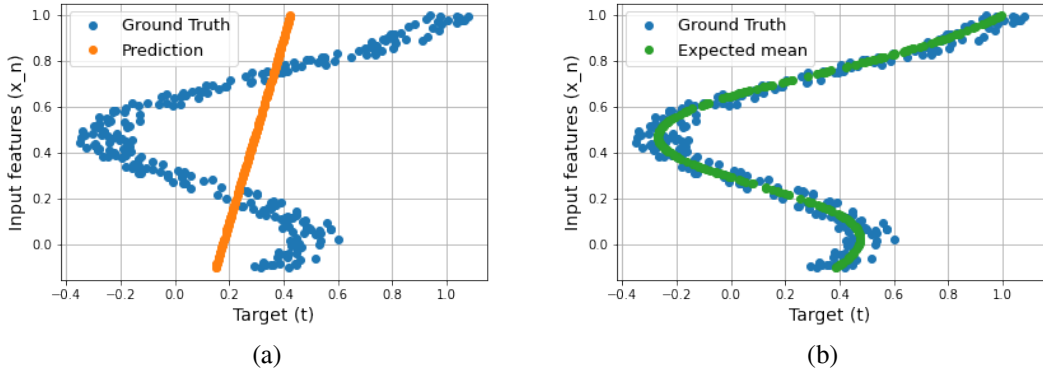 Ground Truth
Prediction
Input features (x_n)
1.0
0.8
0.6
0.4
0.2
0.0
−0.4 −0.2 0.0 0.2 0.4 0.6 0.8 1.0
Target (t)
(a)
Ground Truth
Expected mean
Input features (x_n)
1.0
0.8
0.6
0.4
0.2
0.0
−0.4 −0.2 0.0 0.2 0.4 0.6 0.8 1.0
Target (t)
(b)